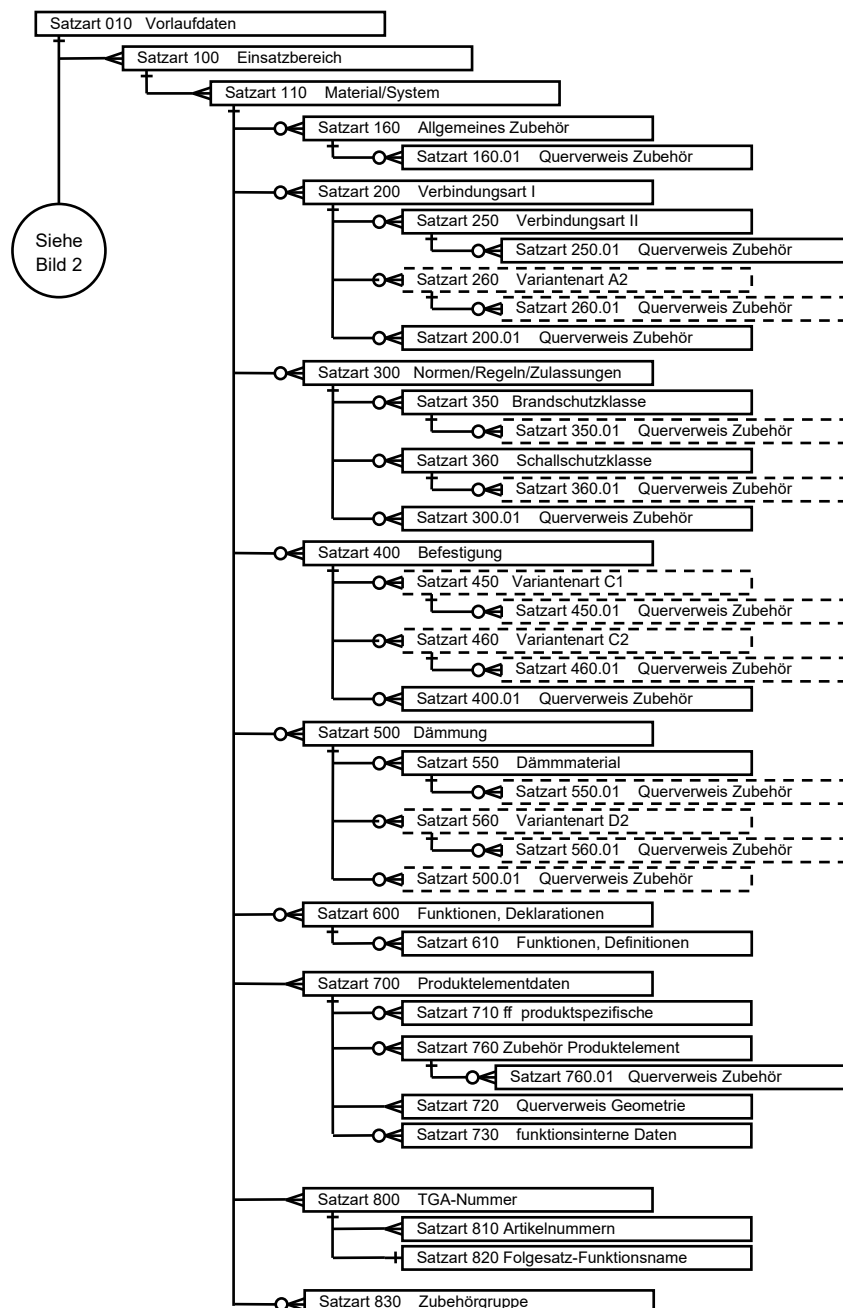 Satzart 010 Vorlaufdaten
Satzart 100 Einsatzbereich
Satzart 110 Material/System
Satzart 160 Allgemeines Zubehör
Satzart 160.01 Querverweis Zubehör
Satzart 200 Verbindungsart I
Satzart 250 Verbindungsart II
Siehe
Bild 2
Satzart 250.01 Querverweis Zubehör
Satzart 260 Variantenart A2
Satzart 260.01 Querverweis Zubehör
Satzart 200.01 Querverweis Zubehör
Satzart 300 Normen/Regeln/Zulassungen
Satzart 350 Brandschutzklasse
Satzart 350.01 Querverweis Zubehör
Satzart 360 Schallschutzklasse
Satzart 360.01 Querverweis Zubehör
Satzart 300.01 Querverweis Zubehör
Satzart 400 Befestigung
Satzart 450 Variantenart C1
Satzart 450.01 Querverweis Zubehör
Satzart 460 Variantenart C2
Satzart 460.01 Querverweis Zubehör
Satzart 400.01 Querverweis Zubehör
Satzart 500 Dämmung
Satzart 550 Dämmmaterial
Satzart 550.01 Querverweis Zubehör
Satzart 560 Variantenart D2
Satzart 560.01 Querverweis Zubehör
Satzart 500.01 Querverweis Zubehör
Satzart 600 Funktionen, Deklarationen
Satzart 610 Funktionen, Definitionen
Satzart 700 Produktelementdaten
Satzart 710 ff produktspezifische
Satzart 760 Zubehör Produktelement
Satzart 760.01 Querverweis Zubehör
Satzart 720 Querverweis Geometrie
Satzart 730 funktionsinterne Daten
Satzart 800 TGA-Nummer
Satzart 810 Artikelnummern
Satzart 820 Folgesatz-Funktionsname
Satzart 830 Zubehörgruppe